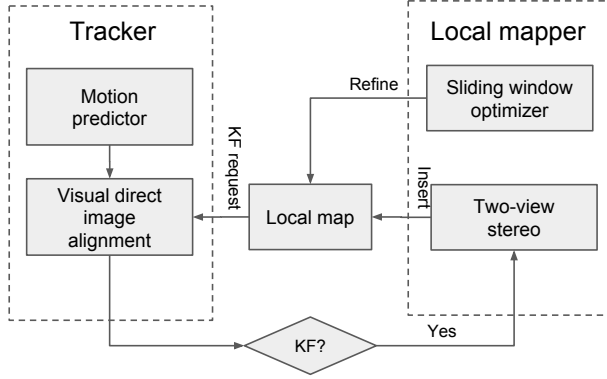 Tracker
Motion
predictor
Visual direct
image
alignment
KF request
Local map
Refine
Local mapper
Sliding window
optimizer
Insert
Two-view
stereo
KF?
Yes